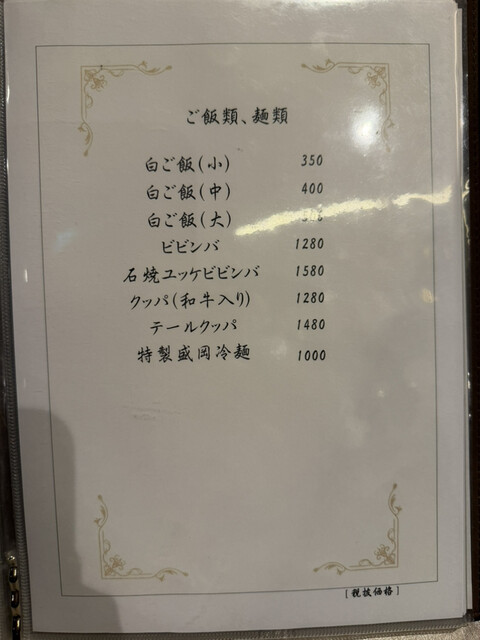 ご飯類、麺類
白ご飯(小) 350
白ご飯(中) 400
白ご飯(大)
ビビンバ 1280
石焼ユッケビビンバ 1580
クッパ(和牛入り) 1280
テールクッパ 1480
特製盛岡冷麺 1000
[税抜価格]